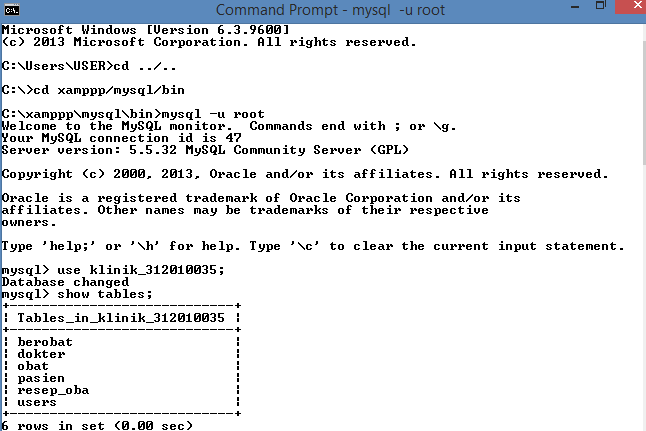 Command Prompt - mysql -u root
Microsoft Windows [Version 6.3.9600]
(c) 2013 Microsoft Corporation. All rights reserved.
C:\Users\USER>cd ../..
C:\>cd xamppp/mysql/bin
C:\xamppp\mysql\bin>mysql -u root
Welcome to the MySQL monitor.  Commands end with ; or \g.
Your MySQL connection id is 47
Server version: 5.5.32 MySQL Community Server (GPL)
Copyright (c) 2000, 2013, Oracle and/or its affiliates. All rights reserved.
Oracle is a registered trademark of Oracle Corporation and/or its
affiliates. Other names may be trademarks of their respective
owners.
Type 'help;' or '\h' for help. Type '\c' to clear the current input statement.
mysql> use klinik_312010035;
Database changed
mysql> show tables;
+----------------------------+
| Tables_in_klinik_312010035 |
+----------------------------+
| berobat                    |
| dokter                     |
| obat                       |
| pasien                     |
| resep_oba                  |
| users                      |
+----------------------------+
6 rows in set (0.00 sec)